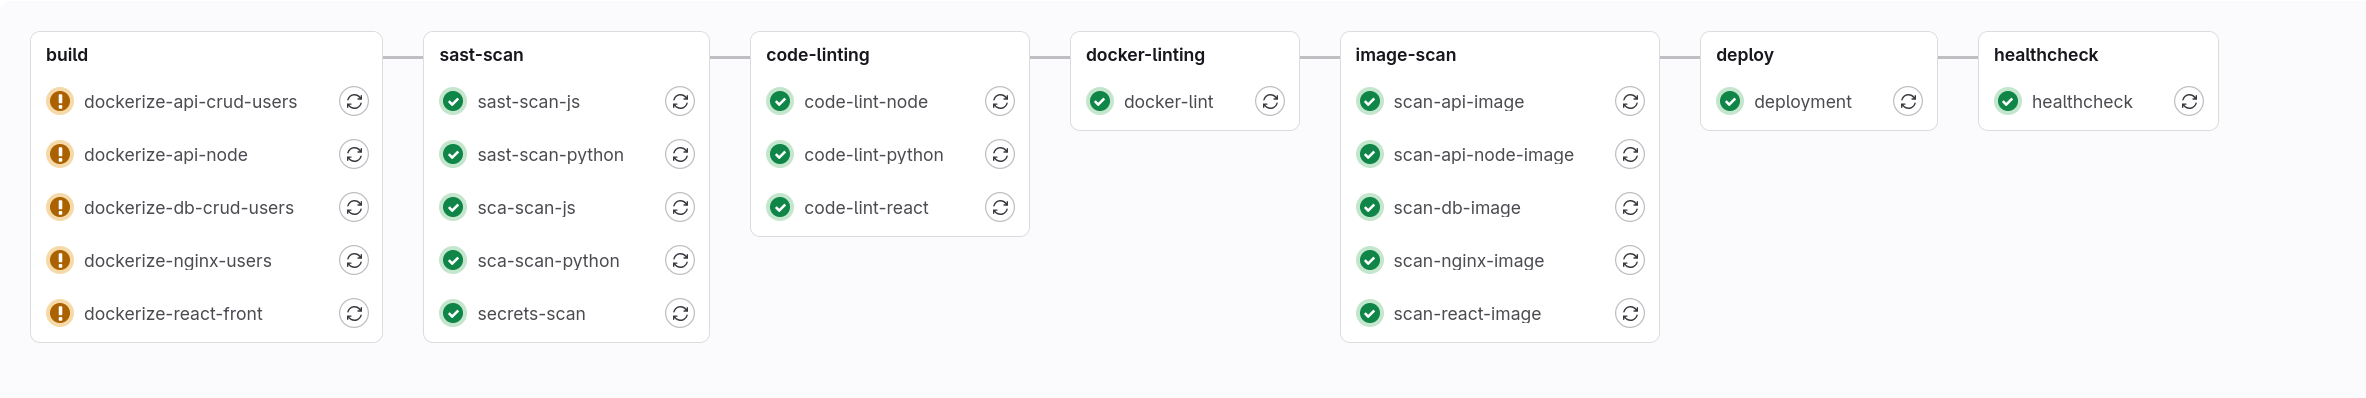 build
dockerize-api-crud-users
dockerize-api-node
dockerize-db-crud-users
dockerize-nginx-users
dockerize-react-front
sast-scan
sast-scan-js
sast-scan-python
sca-scan-js
sca-scan-python
secrets-scan
code-linting
code-lint-node
code-lint-python
code-lint-react
docker-linting
docker-lint
image-scan
scan-api-image
scan-api-node-image
scan-db-image
scan-nginx-image
scan-react-image
deploy
deployment
healthcheck
healthcheck